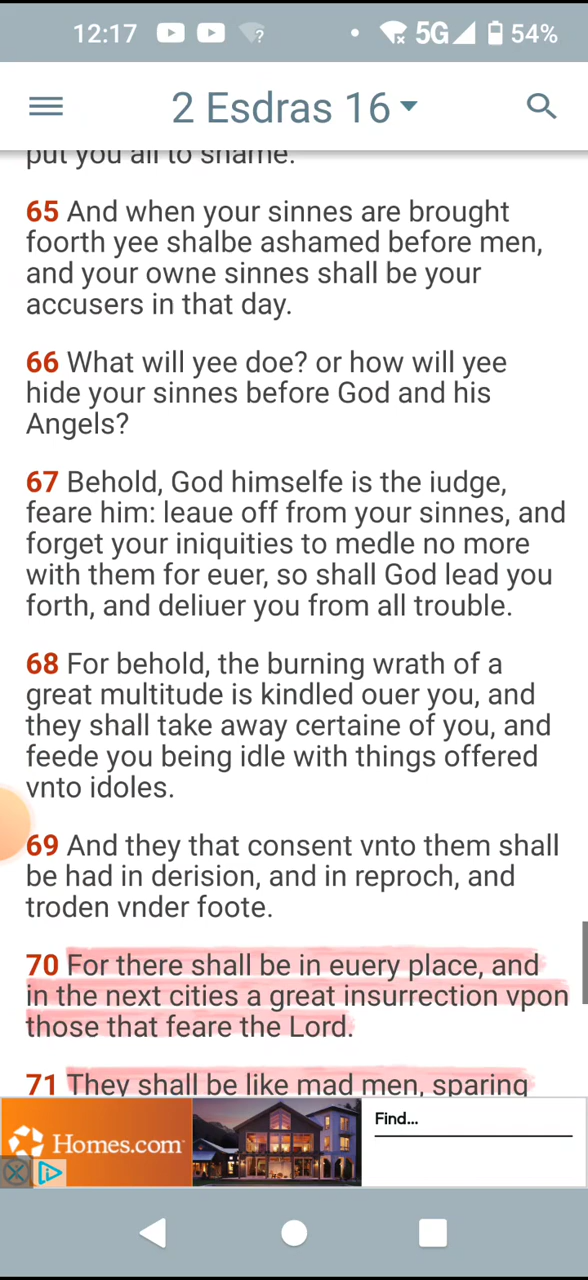 12:17
?
5G
54%
2 Esdras 16
put you all to shame.
65 And when your sinnes are brought
foorth yee shalbe ashamed before men,
and your owne sinnes shall be your
accusers in that day.
66 What will yee doe? or how will yee
hide your sinnes before God and his
Angels?
67 Behold, God himselfe is the iudge,
feare him: leaue off from your sinnes, and
forget your iniquities to medle no more
with them for euer, so shall God lead you
forth, and deliuer you from all trouble.
68 For behold, the burning wrath of a
great multitude is kindled ouer you, and
they shall take away certaine of you, and
feede you being idle with things offered
vnto idoles.
69 And they that consent vnto them shall
be had in derision, and in reproch, and
troden vnder foote.
70 For there shall be in euery place, and
in the next cities a great insurrection vpon
those that feare the Lord.
71 They shall be like mad men, sparing
Homes.com
Find...